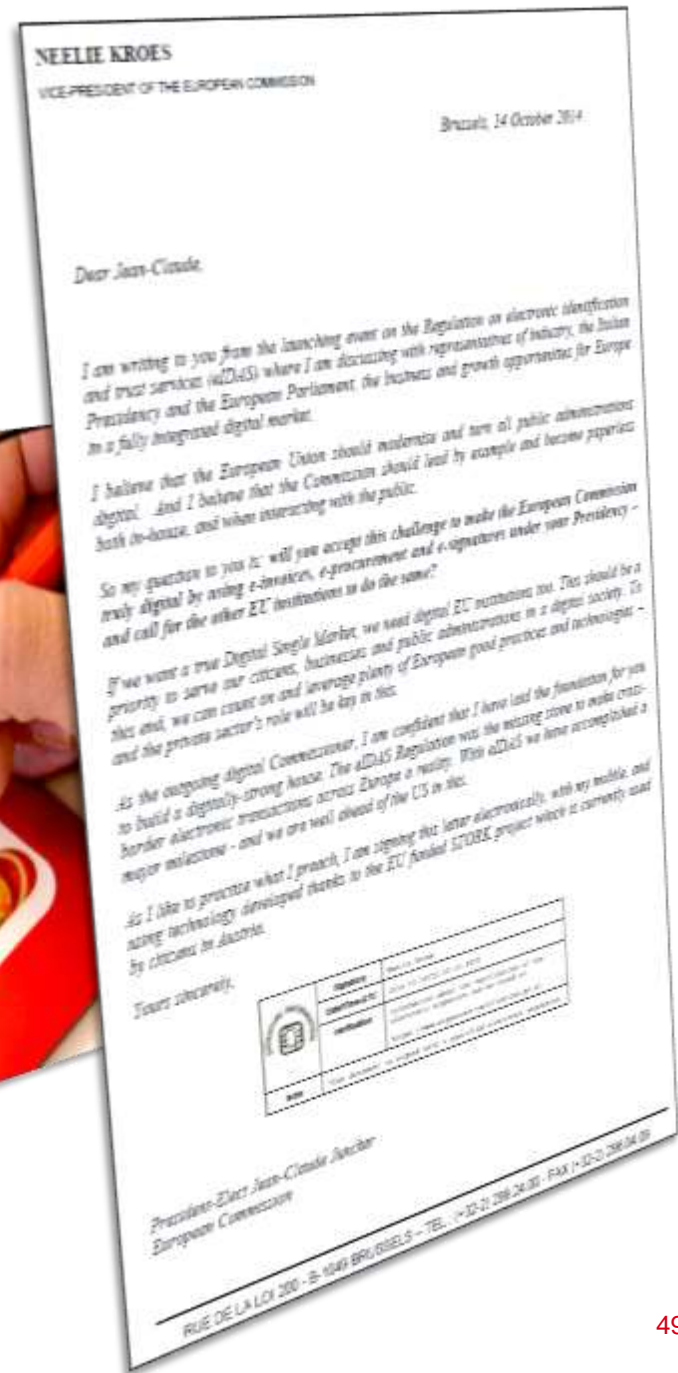 NEELIE KROES
VICE-PRESIDENT OF THE EUROPEAN COMMISSION
Brussels, 14 October 2014
Dear Jean-Claude,
I am writing to you from the launching event on the Regulation on electronic identification
and trust services (eIDAS) where I am discussing with representatives of industry, the Italian
Presidency and the European Parliament, the business and growth opportunities for Europe
in a fully integrated digital market.
I believe that the European Union should modernise and turn all public administrations
digital. And I believe that the Commission should lead by example and become paperless
both in-house, and when interacting with the public.
So my question to you is: will you accept this challenge to make the European Commission
truly digital by using e-invoices, e-procurement and e-signatures under your Presidency –
and call for the other EU institutions to do the same?
If we want a true Digital Single Market, we need digital EU institutions too. This should be a
priority to serve our citizens, businesses and public administrations in a digital society. To
this end, we can count on and leverage plenty of European good practices and technologies –
and the private sector's role will be key in this.
As the outgoing digital Commissioner, I am confident that I have laid the foundation for you
to build a digitally-strong house. The eIDAS Regulation was the missing stone to make cross-
border electronic transactions across Europe a reality. With eIDAS we have accomplished a
major milestone - and we are well ahead of the US in this.
As I like to practise what I preach, I am signing this letter electronically, with my mobile, and
using technology developed thanks to the EU funded STORK project which is currently used
by citizens in Austria.
Yours sincerely,
President-Elect Jean-Claude Juncker
European Commission
RUE DE LA LOI 200 - B-1049 BRUSSELS – TEL : (+32-2) 298.24.00 - FAX (+32-2) 298.04.09
49